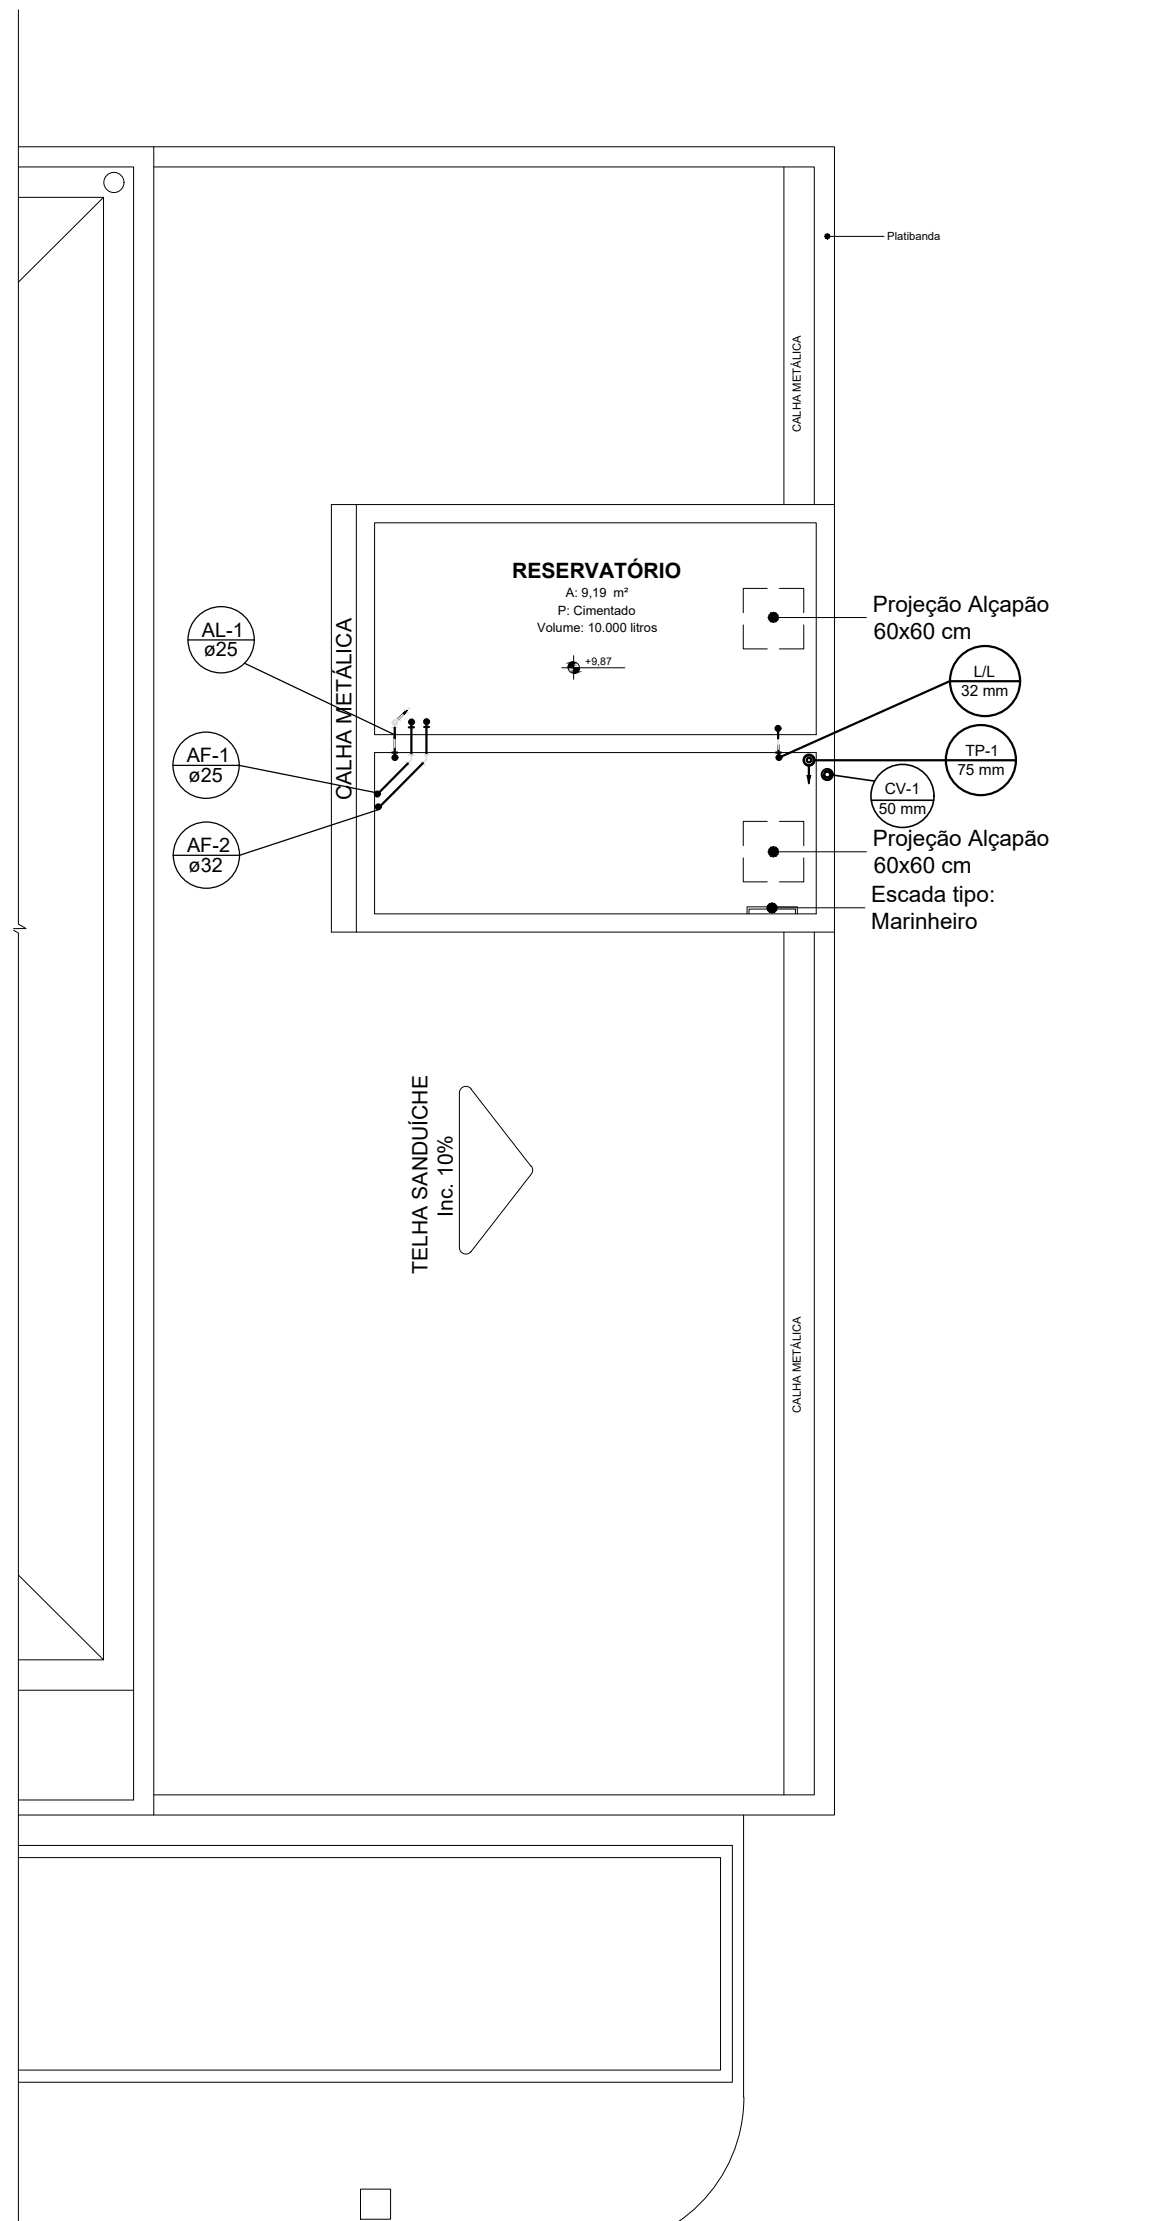 Platibanda
CALHA METÁLICA
RESERVATÓRIO
A: 9,19 m²
P: Cimentado
Volume: 10.000 litros
+9,87
Projeção Alçapão
60x60 cm
AL-1
ø25
CALHA METÁLICA
L/L
32 mm
AF-1
ø25
TP-1
75 mm
CV-1
50 mm
AF-2
ø32
Projeção Alçapão
60x60 cm
Escada tipo:
Marinheiro
TELHA SANDUÍCHE
Inc. 10%
CALHA METÁLICA